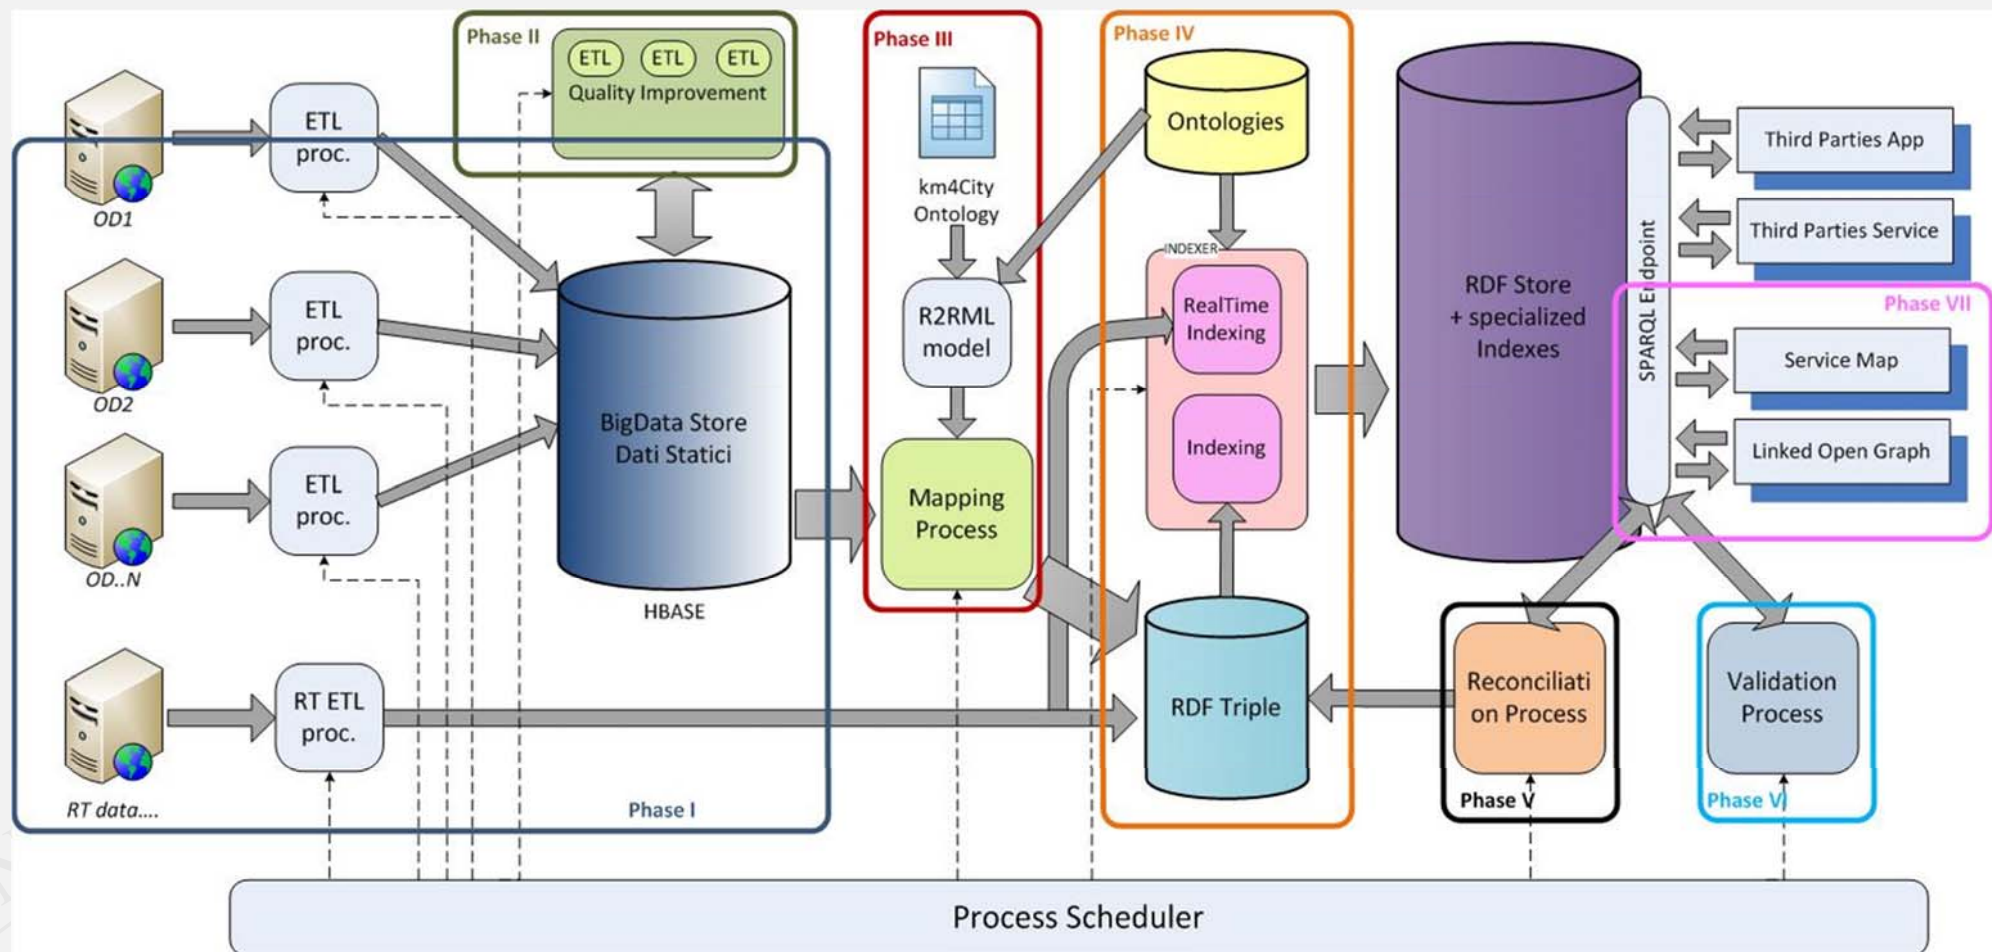 Phase II
ETL
ETL
ETL
Quality Improvement
Phase III
km4City
Ontology
R2RML
model
Mapping
Process
Phase IV
Ontologies
INDEXER
RealTime
Indexing
Indexing
RDF Triple
RDF Store
+ specialized
Indexes
SPARQL Endpoint
Third Parties App
Third Parties Service
Phase VII
Service Map
Linked Open Graph
OD1
ETL
proc.
OD2
ETL
proc.
OD..N
ETL
proc.
BigData Store
Dati Statici
HBASE
RT data....
RT ETL
proc.
Phase I
Reconciliati
on Process
Phase V
Validation
Process
Phase VI
Process Scheduler